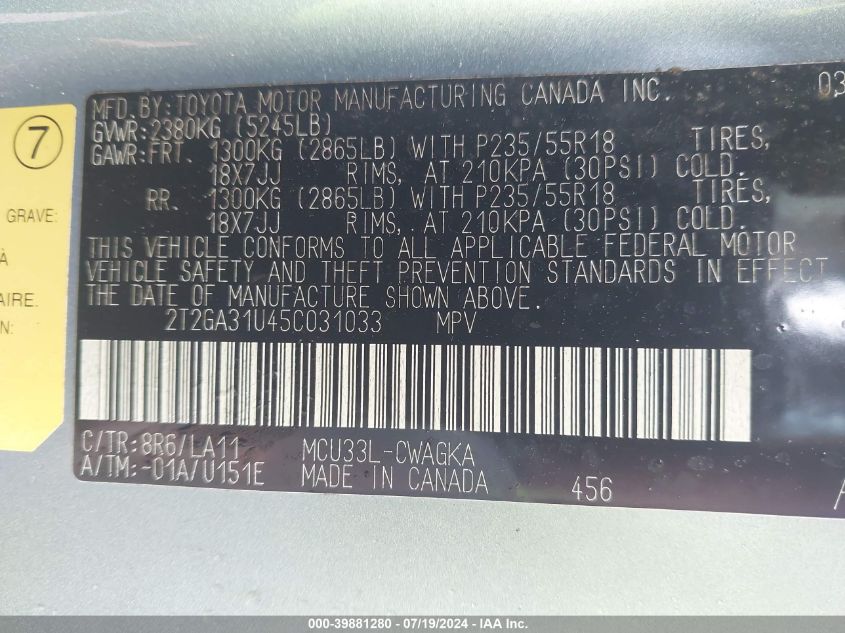 MFD. BY: TOYOTA MOTOR MANUFACTURING CANADA INC. 03
GVWR: 2380KG (5245LB)
GAWR: FRT. 1300KG (2865LB) WITH P235/55R18 TIRES,
18X7JJ RIMS, AT 210KPA (30PSI) COLD.
RR. 1300KG (2865LB) WITH P235/55R18 TIRES,
18X7JJ RIMS, AT 210KPA (30PSI) COLD.
THIS VEHICLE CONFORMS TO ALL APPLICABLE FEDERAL MOTOR
VEHICLE SAFETY AND THEFT PREVENTION STANDARDS IN EFFECT
THE DATE OF MANUFACTURE SHOWN ABOVE.
2T2GA31U45C031033 MPV
C/TR: 8R6/LA11 MCU33L-CWAGKA
A/TM: -01A/U151E MADE IN CANADA 456
7
GRAVE:
À
AIRE.
N:
000-39881280 - 07/19/2024 - IAA Inc.